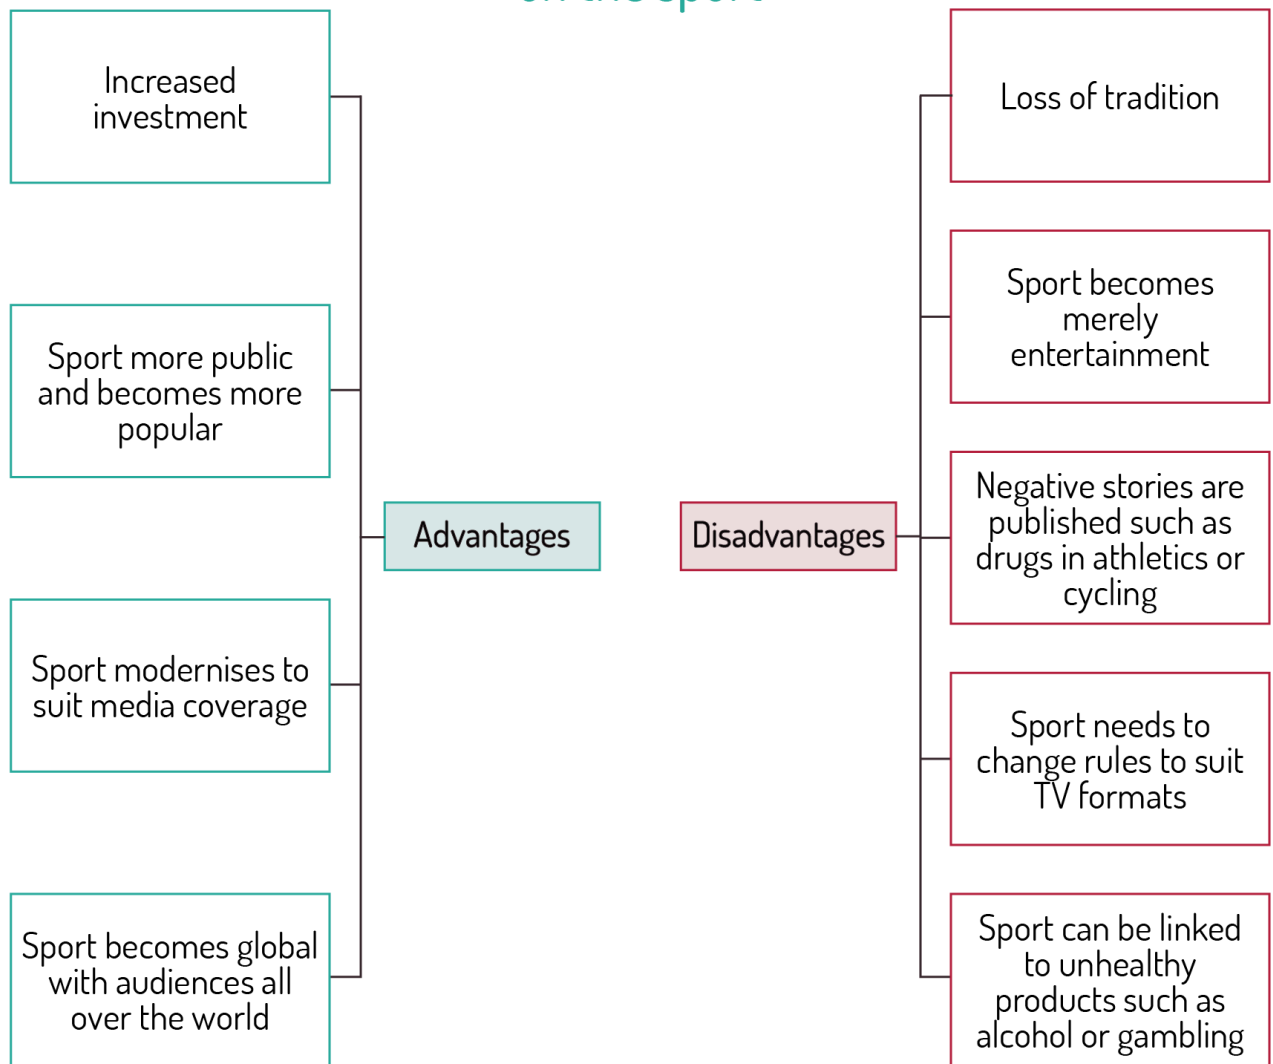 on the sport
Increased
investment
Sport more public
and becomes more
popular
Advantages
Sport modernises to
suit media coverage
Sport becomes global
with audiences all
over the world
Loss of tradition
Sport becomes
merely
entertainment
Negative stories are
published such as
drugs in athletics or
cycling
Disadvantages
Sport needs to
change rules to suit
TV formats
Sport can be linked
to unhealthy
products such as
alcohol or gambling